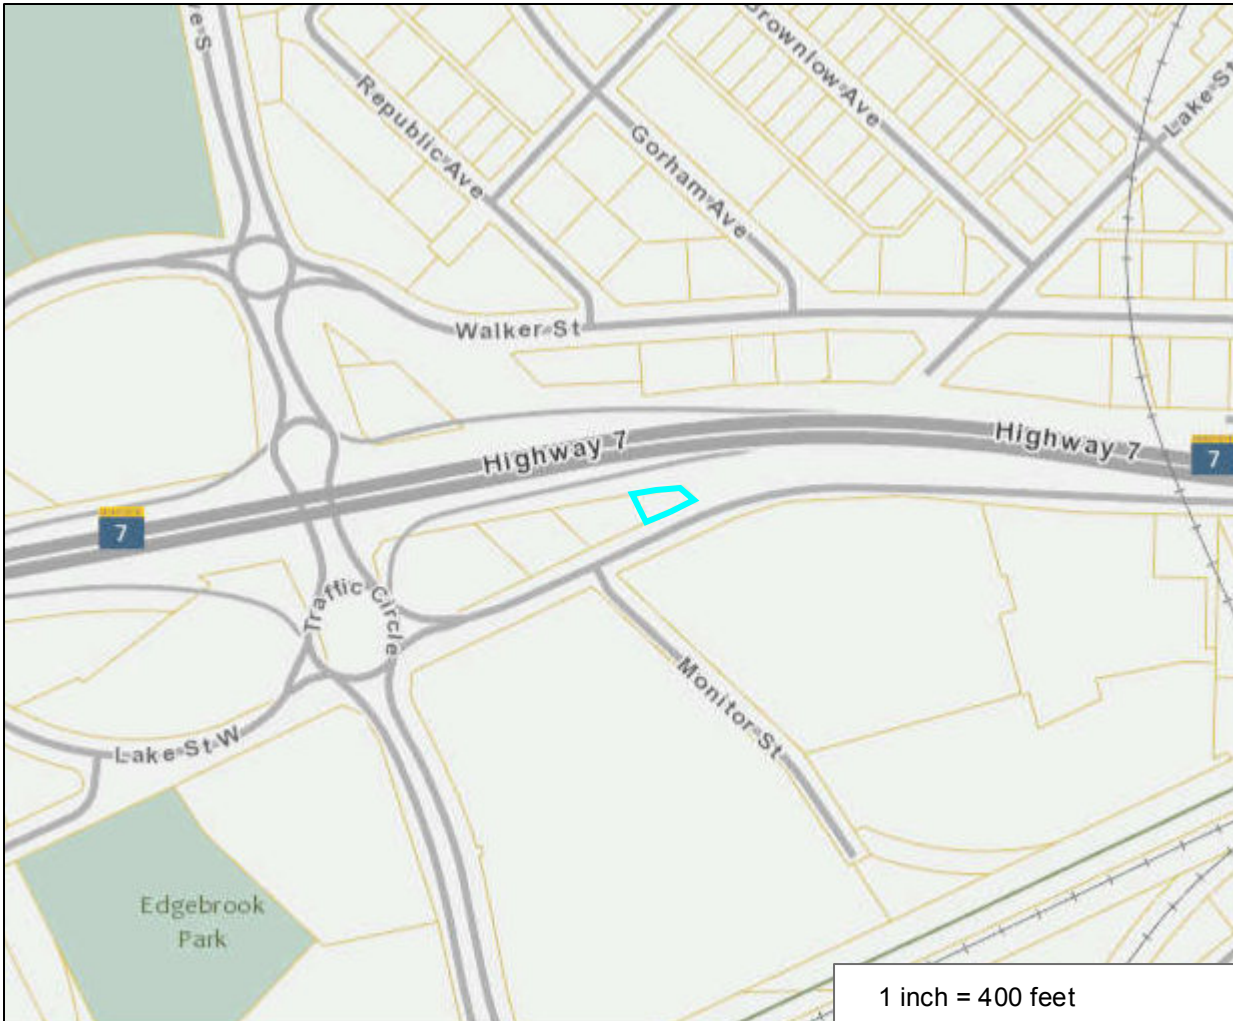 ve S
Republic Ave
Gorham Ave
Brownlow Ave
Lake St
Walker St
Highway 7
Highway 7
7
7
Traffic Circle
Monitor St
Lake St W
Edgebrook
Park
1 inch = 400 feet